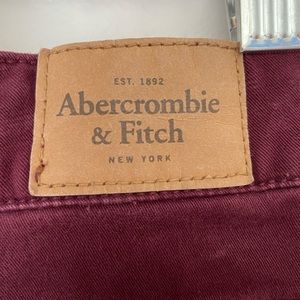 EST. 1892
Abercrombie
& Fitch
NEW YORK